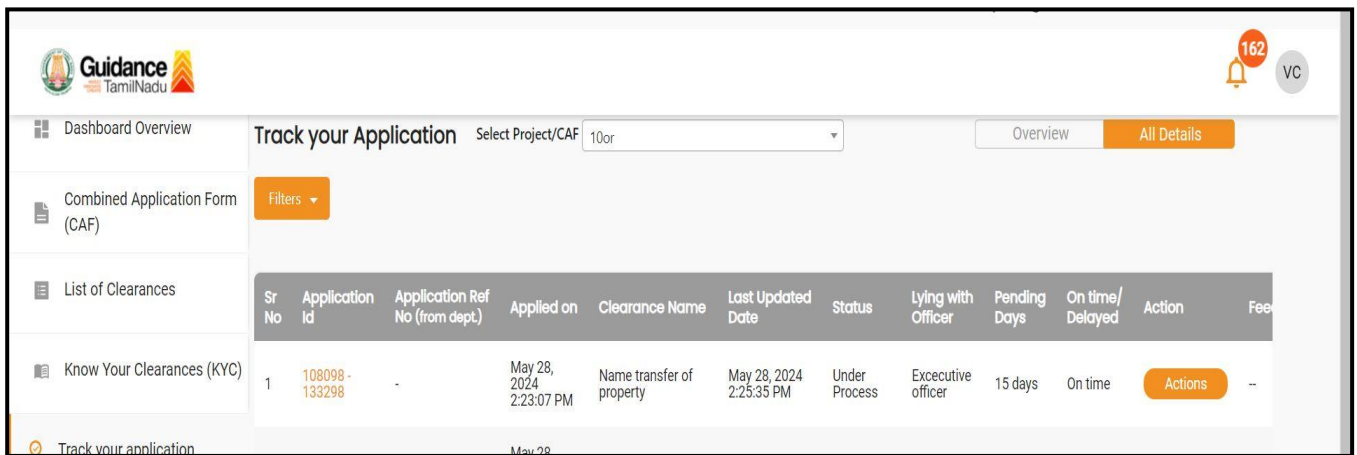 162
Guidance
TamilNadu
VC
Dashboard Overview
Track your Application Select Project/CAF 10or Overview All Details
Combined Application Form
(CAF)
Filters
List of Clearances
Sr No Application Id Application Ref No (from dept.) Applied on Clearance Name Last Updated Date Status Lying with Officer Pending Days On time/ Delayed Action Feed
Know Your Clearances (KYC)
1 108098 - 133298 - May 28, 2024 2:23:07 PM Name transfer of property May 28, 2024 2:25:35 PM Under Process Excecutive officer 15 days On time Actions --
Track your application
May 28